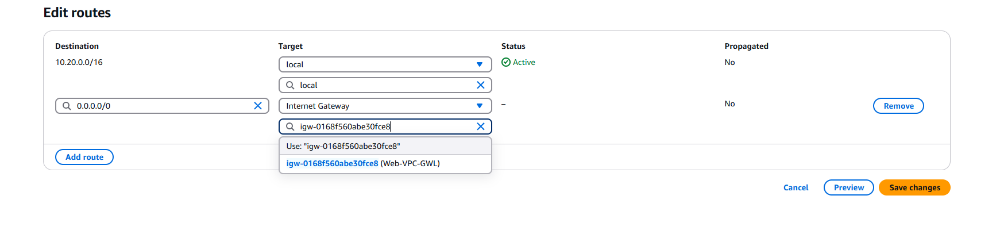 Edit routes
Destination Target Status Propagated
10.20.0.0/16 local Active No
local
0.0.0.0/0 Internet Gateway – No Remove
igw-0168f560abe30fce8
Use: "igw-0168f560abe30fce8"
igw-0168f560abe30fce8 (Web-VPC-GWL)
Add route
Cancel Preview Save changes